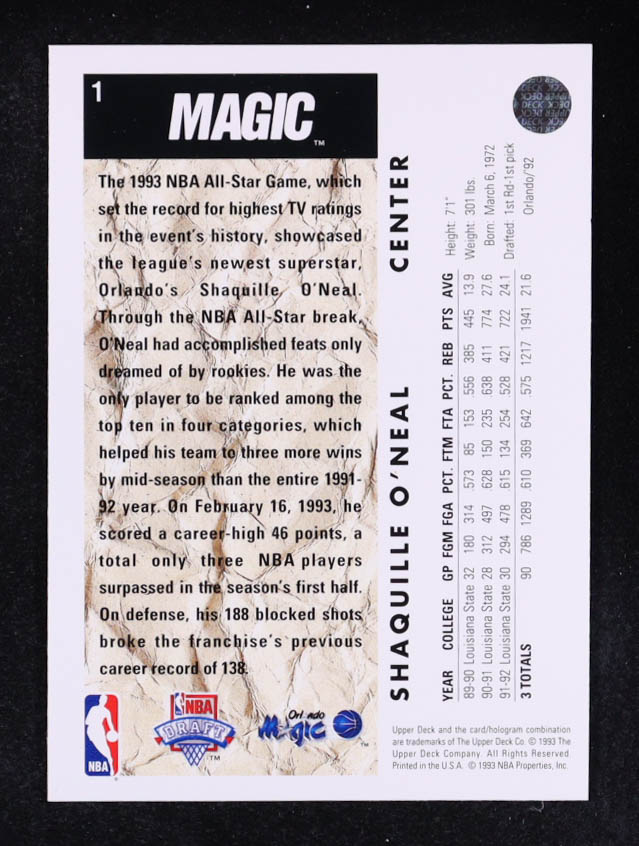 1
MAGIC™
The 1993 NBA All-Star Game, which
set the record for highest TV ratings
in the event's history, showcased
the league's newest superstar,
Orlando's Shaquille O'Neal.
Through the NBA All-Star break,
O'Neal had accomplished feats only
dreamed of by rookies. He was the
only player to be ranked among the
top ten in four categories, which
helped his team to three more wins
by mid-season than the entire 1991-
92 year. On February 16, 1993, he
scored a career-high 46 points, a
total only three NBA players
surpassed in the season's first half.
On defense, his 188 blocked shots
broke the franchise's previous
career record of 138.
NBA
®
NBA
DRAFT
™
Orlando
Magic
™
SHAQUILLE O'NEAL CENTER
Height: 7'1"
Weight: 301 lbs.
Born: March 6, 1972
Drafted: 1st Rd-1st pick
Orlando/'92
YEAR COLLEGE GP FGM FGA PCT. FTM FTA PCT. REB PTS AVG
89-90 Louisiana State 32 180 314 .573 85 153 .556 385 445 13.9
90-91 Louisiana State 28 312 497 .628 150 235 .638 411 774 27.6
91-92 Louisiana State 30 294 478 .615 134 254 .528 421 722 24.1
3 TOTALS 90 786 1289 .610 369 642 .575 1217 1941 21.6
Upper Deck and the card/hologram combination
are trademarks of The Upper Deck Co. © 1993 The
Upper Deck Company. All Rights Reserved.
Printed in the U.S.A. © 1993 NBA Properties, Inc.